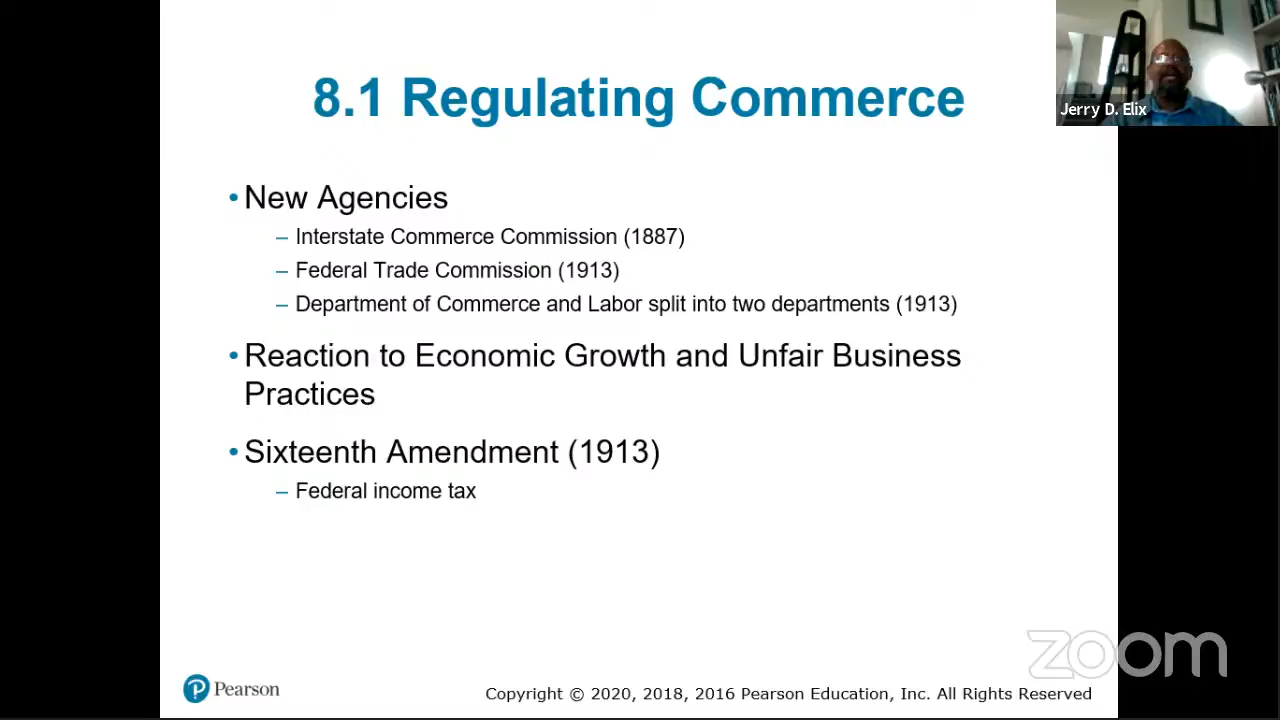 8.1 Regulating Commerce
Jerry D. Elix
• New Agencies
– Interstate Commerce Commission (1887)
– Federal Trade Commission (1913)
– Department of Commerce and Labor split into two departments (1913)
• Reaction to Economic Growth and Unfair Business
Practices
• Sixteenth Amendment (1913)
– Federal income tax
zoom
P Pearson
Copyright © 2020, 2018, 2016 Pearson Education, Inc. All Rights Reserved